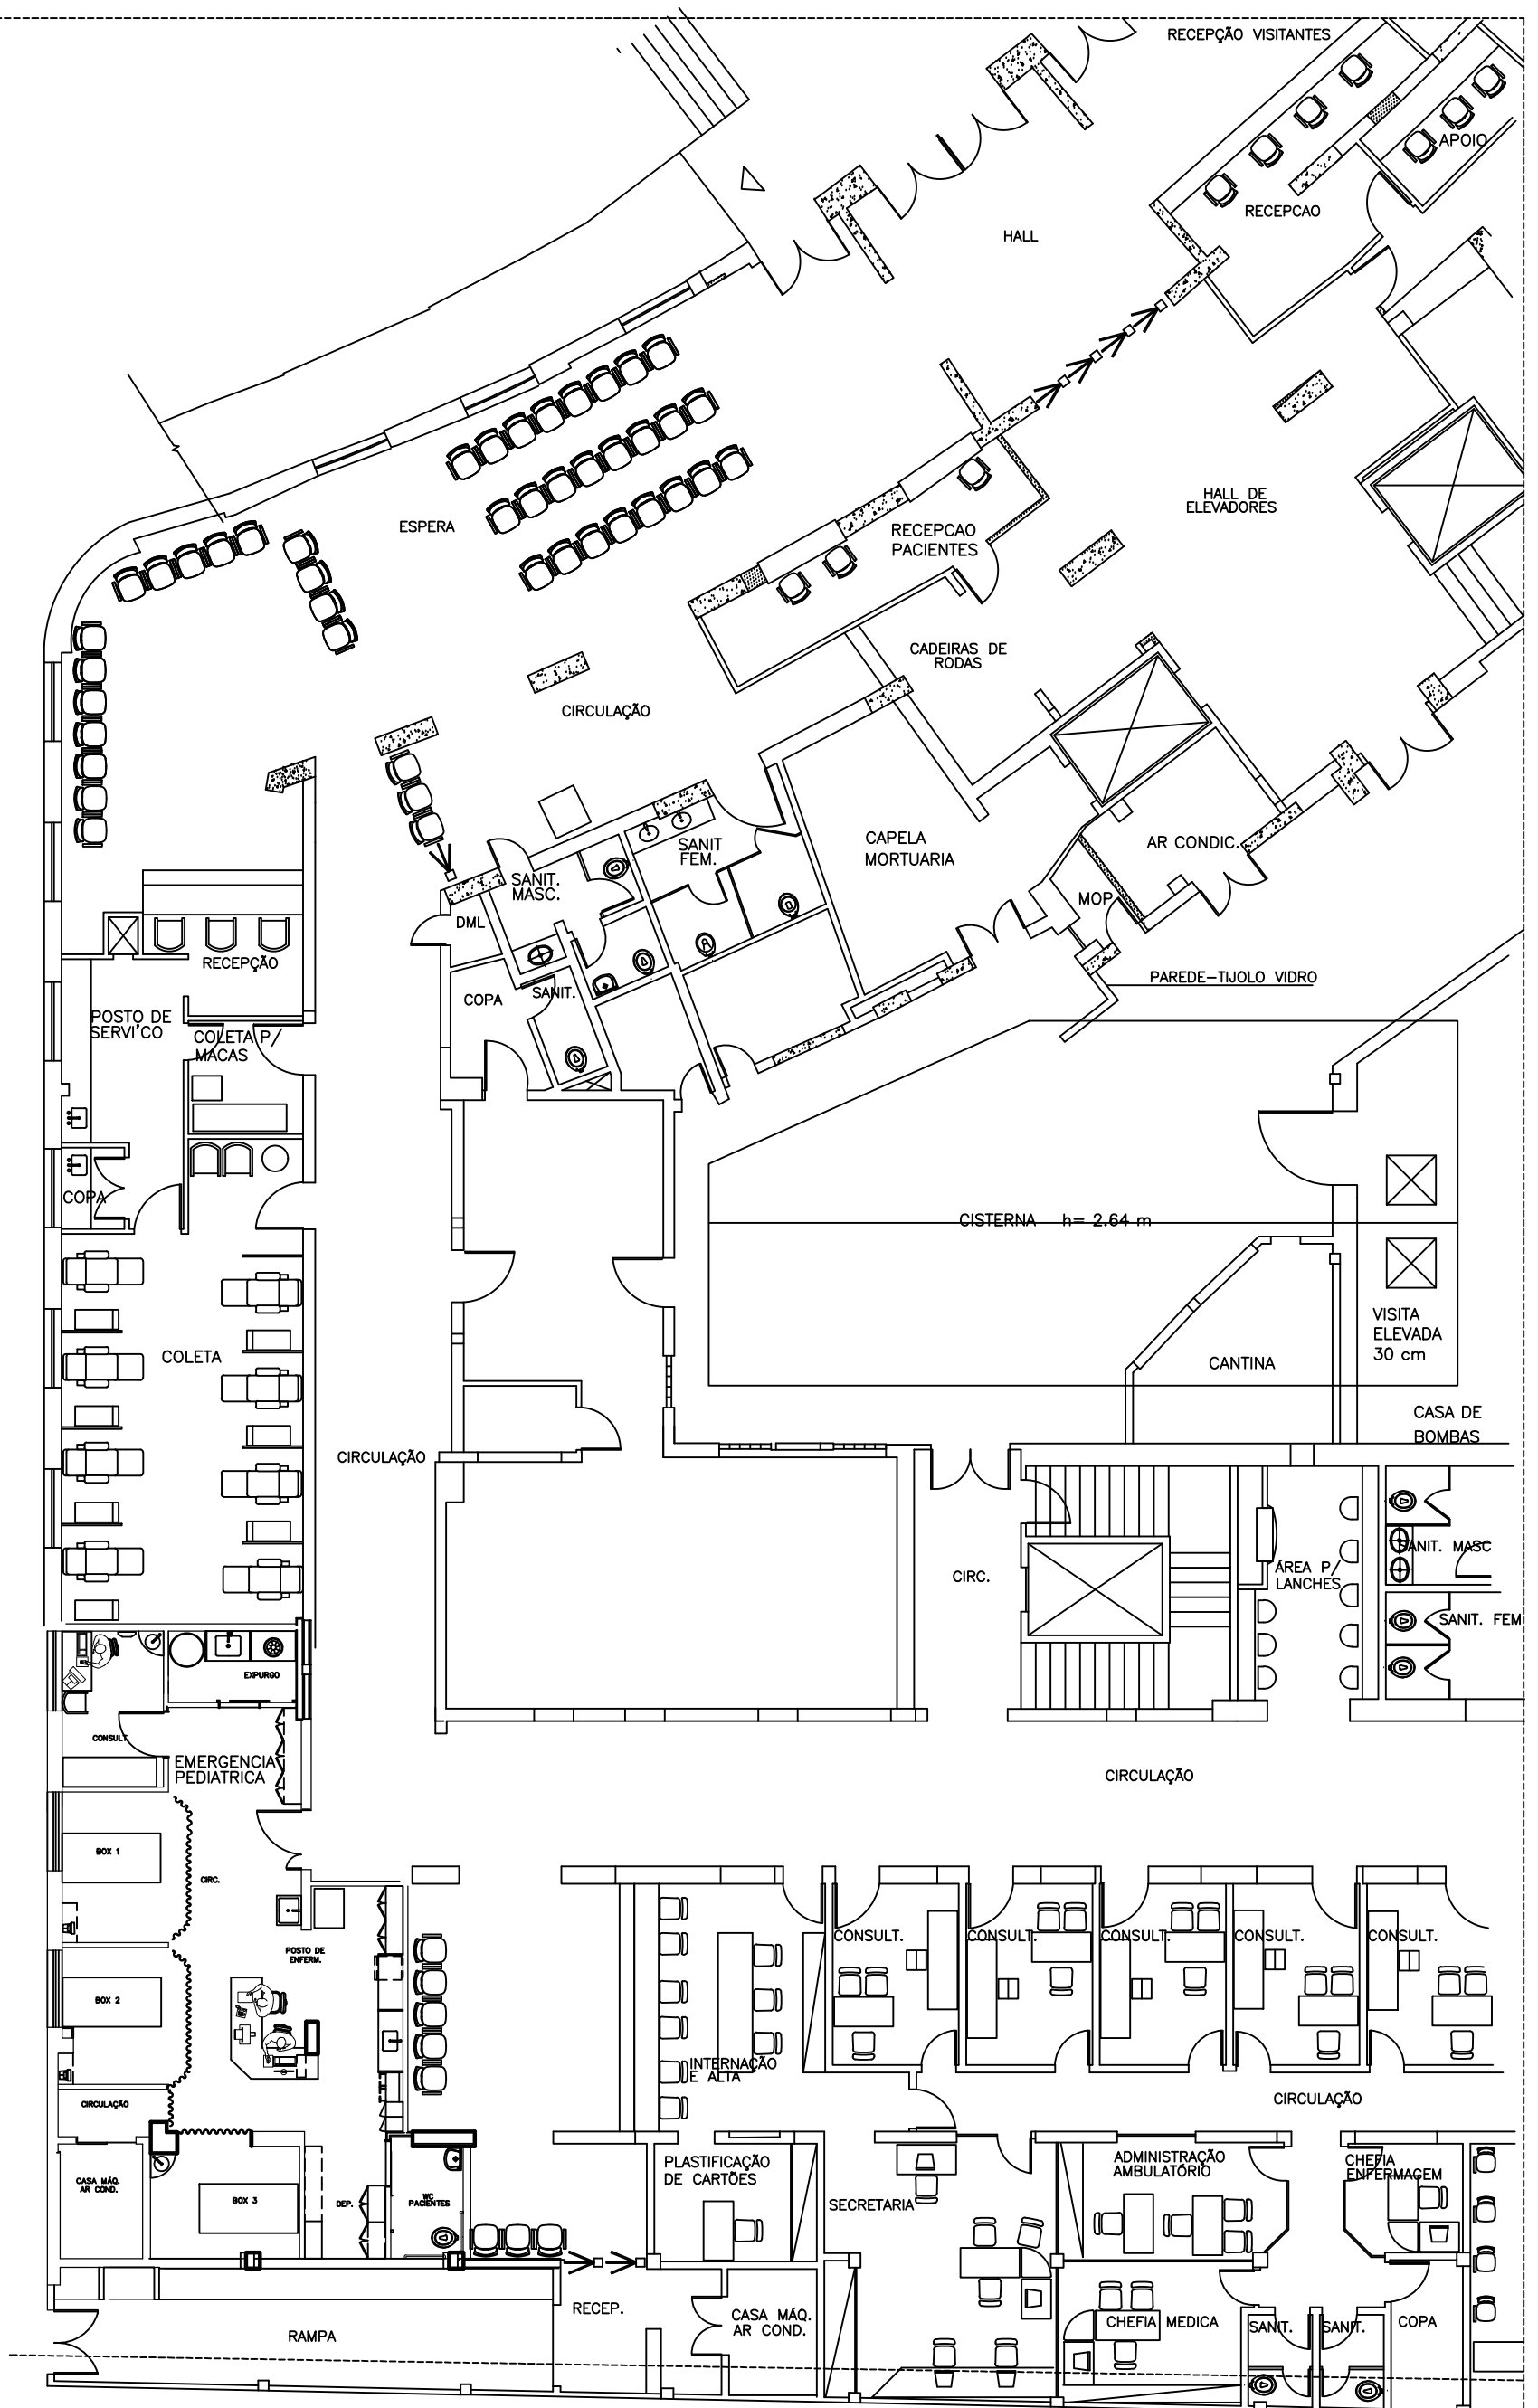 RECEPÇÃO VISITANTES
APOIO
RECEPCAO
HALL
HALL DE
ELEVADORES
ESPERA
RECEPCAO
PACIENTES
CADEIRAS DE
RODAS
CIRCULAÇÃO
CAPELA
MORTUARIA
AR CONDIC.
SANIT
FEM.
SANIT.
MASC.
DML
MOP
RECEPÇÃO
PAREDE-TIJOLO VIDRO
COPA
SANIT.
POSTO DE
SERVI'CO
COLETA P/
MACAS
COPA
CISTERNA h= 2.64 m
VISITA
ELEVADA
30 cm
CANTINA
COLETA
CASA DE
BOMBAS
CIRCULAÇÃO
CIRC.
ÁREA P/
LANCHES
SANIT. MASC
SANIT. FEM
EXPURGO
CONSULT.
EMERGENCIA
PEDIATRICA
CIRCULAÇÃO
BOX 1
CIRC.
POSTO DE
ENFERM.
CONSULT.
CONSULT.
CONSULT.
CONSULT.
CONSULT.
BOX 2
INTERNAÇÃO
E ALTA
CIRCULAÇÃO
CIRCULAÇÃO
CASA MÁQ.
AR COND.
BOX 3
DEP.
WC
PACIENTES
PLASTIFICAÇÃO
DE CARTÕES
SECRETARIA
ADMINISTRAÇÃO
AMBULATÓRIO
CHEFIA
ENFERMAGEM
RAMPA
RECEP.
CASA MÁQ.
AR COND.
CHEFIA MEDICA
SANIT.
SANIT.
COPA